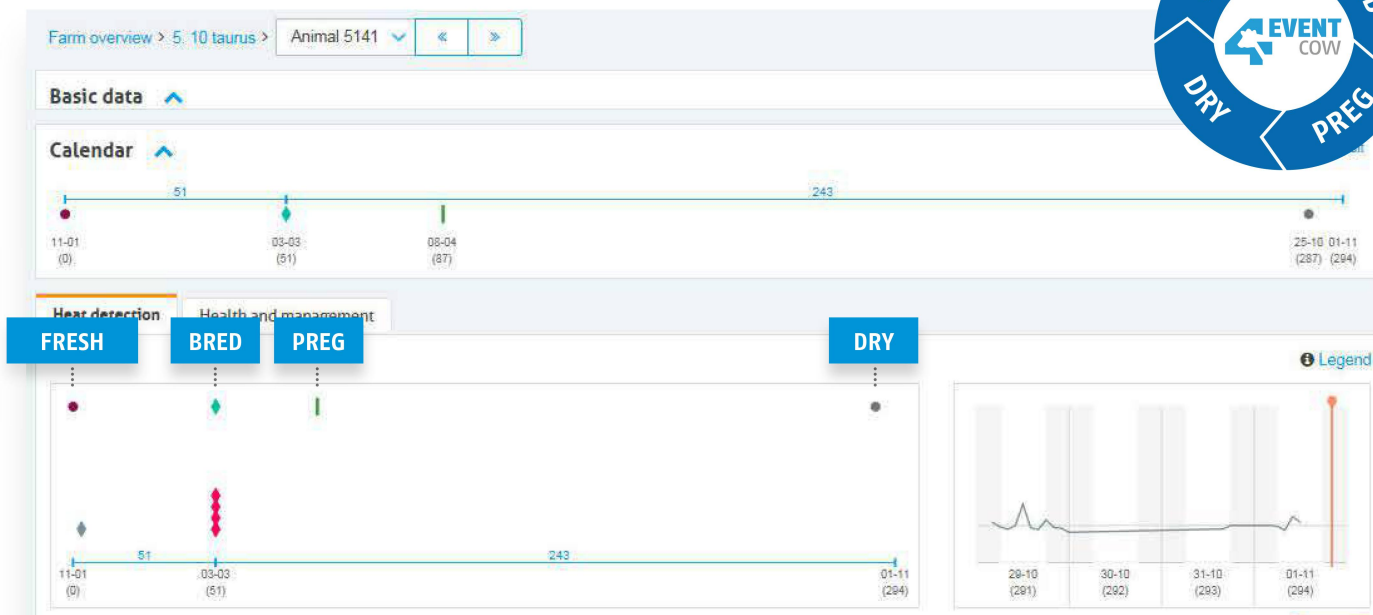 Farm overview > 5. 10 taurus > Animal 5141 « »
4 EVENT
COW
DRY
PREG
Basic data
Calendar
51 243
11-01 03-03 08-04 25-10 01-11
(0) (51) (87) (287) (294)
Heat detection Health and management
FRESH BRED PREG DRY
Legend
51 243
11-01 03-03 01-11
(0) (51) (294)
29-10 30-10 31-10 01-11
(291) (292) (293) (294)